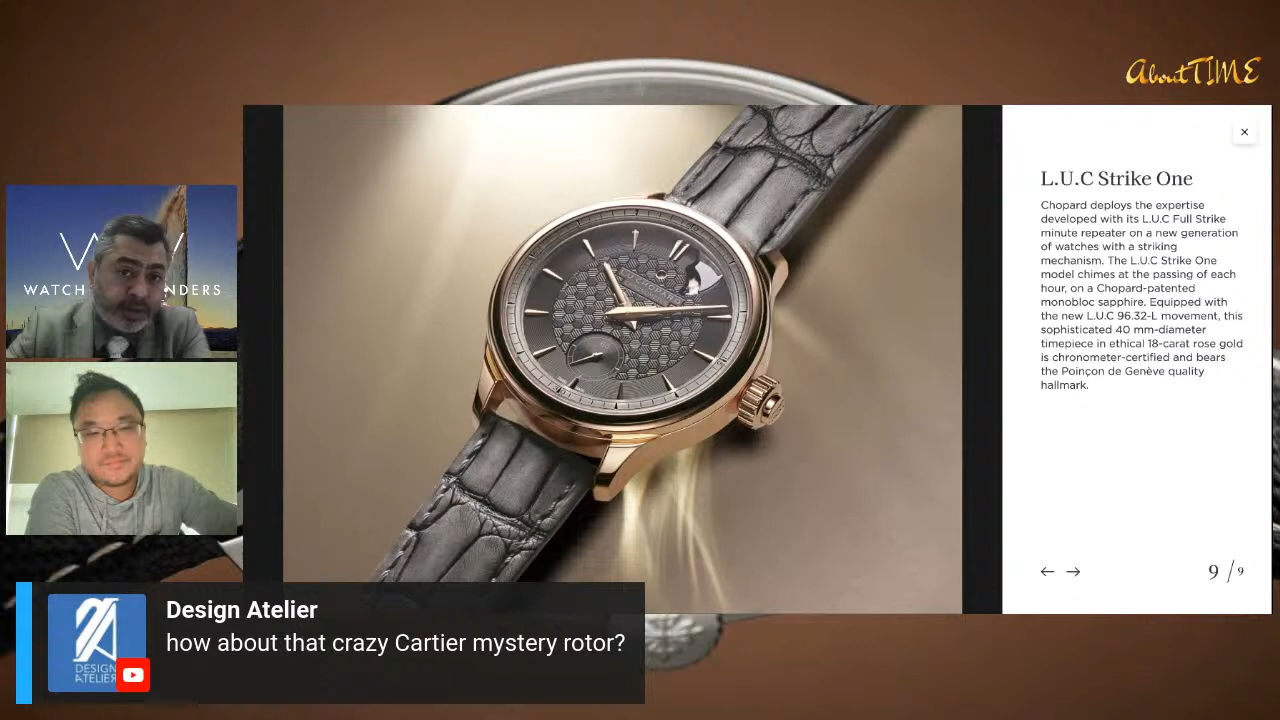 AboutTIME
L.U.C Strike One
Chopard deploys the expertise
developed with its L.U.C Full Strike
minute repeater on a new generation
of watches with a striking
mechanism. The L.U.C Strike One
model chimes at the passing of each
hour, on a Chopard-patented
monobloc sapphire. Equipped with
the new L.U.C 96.32-L movement, this
sophisticated 40 mm-diameter
timepiece in ethical 18-carat rose gold
is chronometer-certified and bears
the Poinçon de Genève quality
hallmark.
9 / 9
WATCH NDERS
CHOPARD
Design Atelier
how about that crazy Cartier mystery rotor?
DESIGN
ATELIER